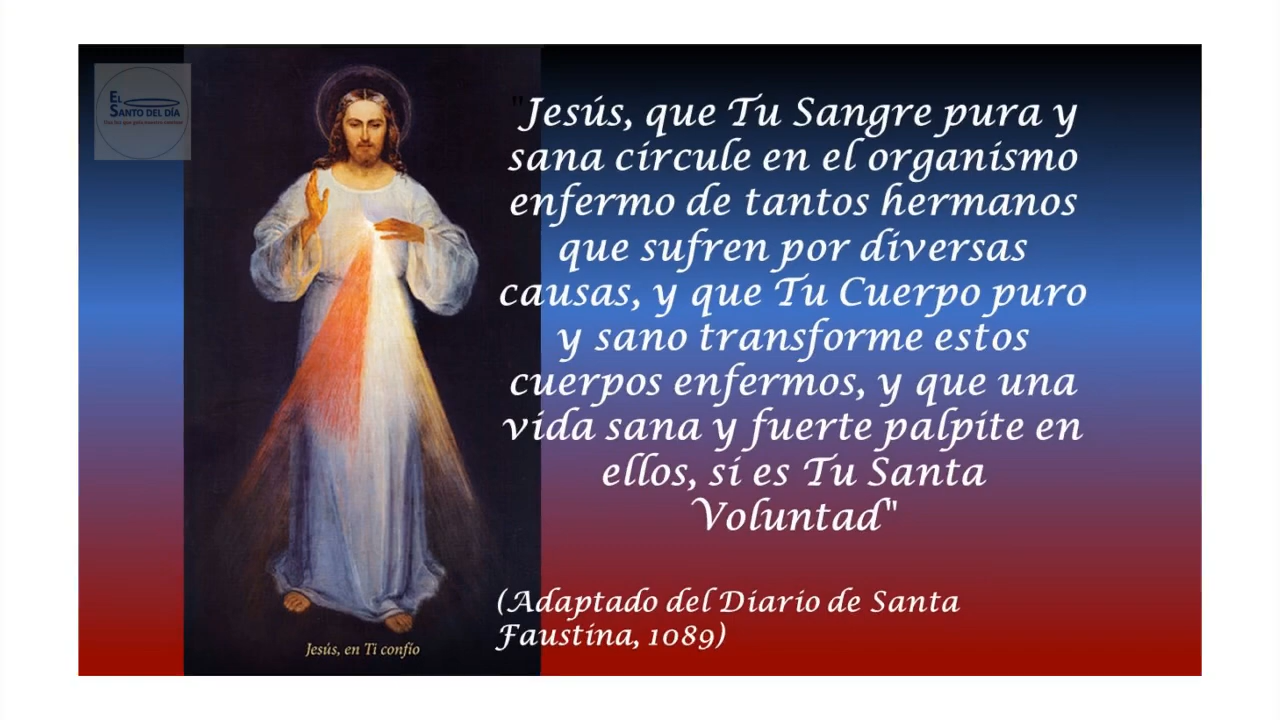 EL
SANTO DEL DÍA
"Jesús, que Tu Sangre pura y
sana circule en el organismo
enfermo de tantos hermanos
que sufren por diversas
causas, y que Tu Cuerpo puro
y sano transforme estos
cuerpos enfermos, y que una
vida sana y fuerte palpite en
ellos, si es Tu Santa
Voluntad"
(Adaptado del Diario de Santa
Faustina, 1089)
Jesús, en Ti confío